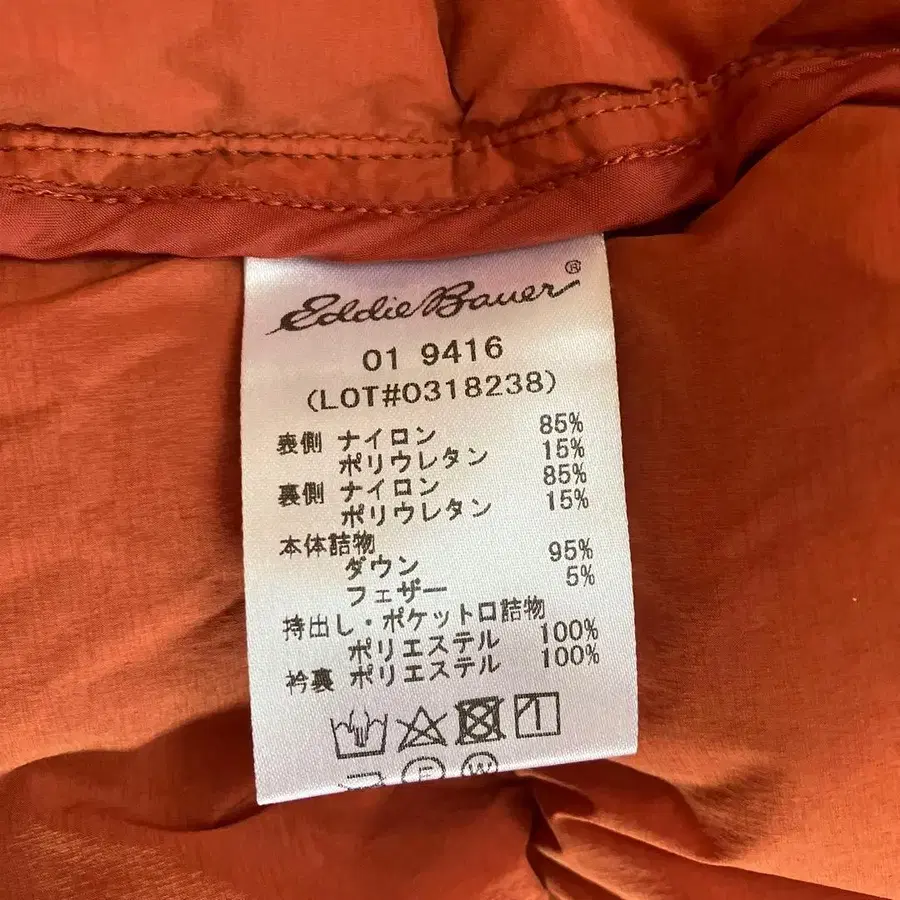 Eddie Bauer®
01 9416
(LOT#0318238)
表側 ナイロン 85%
ポリウレタン 15%
裏側 ナイロン 85%
ポリウレタン 15%
本体詰物
ダウン 95%
フェザー 5%
持出し・ポケット口詰物
ポリエステル 100%
衿裏 ポリエステル 100%
F W